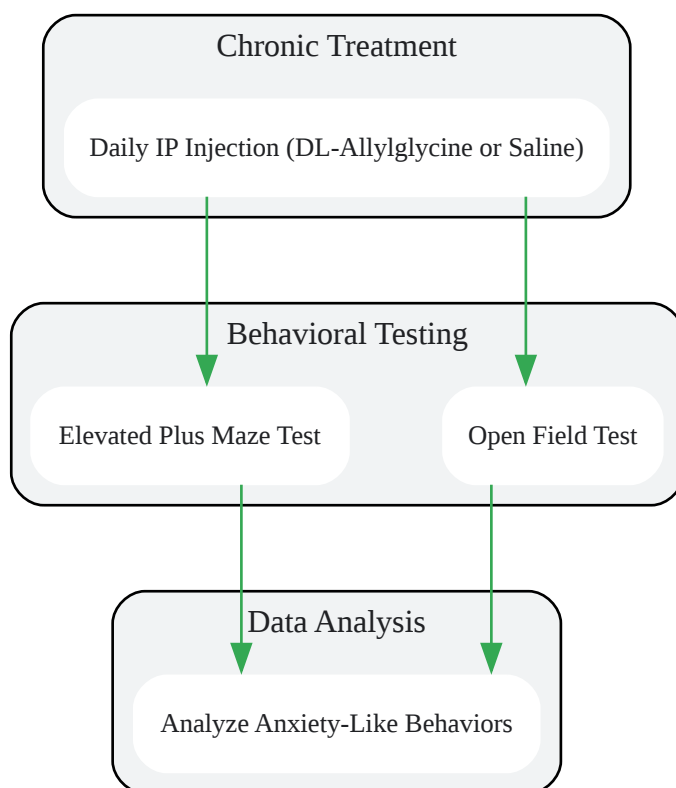 Chronic Treatment
Daily IP Injection (DL-Allylglycine or Saline)
Behavioral Testing
Elevated Plus Maze Test
Open Field Test
Data Analysis
Analyze Anxiety-Like Behaviors